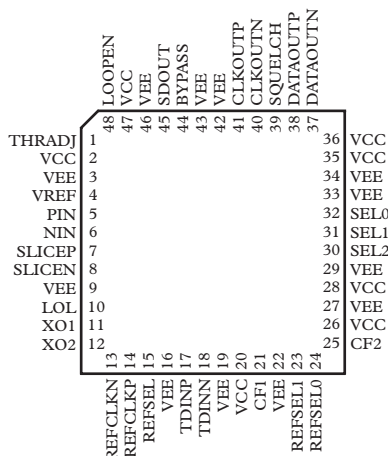 48 LOOPEN
47 VCC
46 VEE
45 SDOUT
44 BYPASS
43 VEE
42 VEE
41 CLKOUTP
40 CLKOUTN
39 SQUELCH
38 DATAOUTP
37 DATAOUTN
THRADJ 1
VCC 2
VEE 3
VREF 4
PIN 5
NIN 6
SLICEP 7
SLICEN 8
VEE 9
LOL 10
XO1 11
XO2 12
36 VCC
35 VCC
34 VEE
33 VEE
32 SEL0
31 SEL1
30 SEL2
29 VEE
28 VCC
27 VEE
26 VCC
25 CF2
REFCLKN 13
REFCLKP 14
REFSEL 15
VEE 16
TDINP 17
TDINN 18
VEE 19
VCC 20
CF1 21
VEE 22
REFSEL1 23
REFSEL0 24